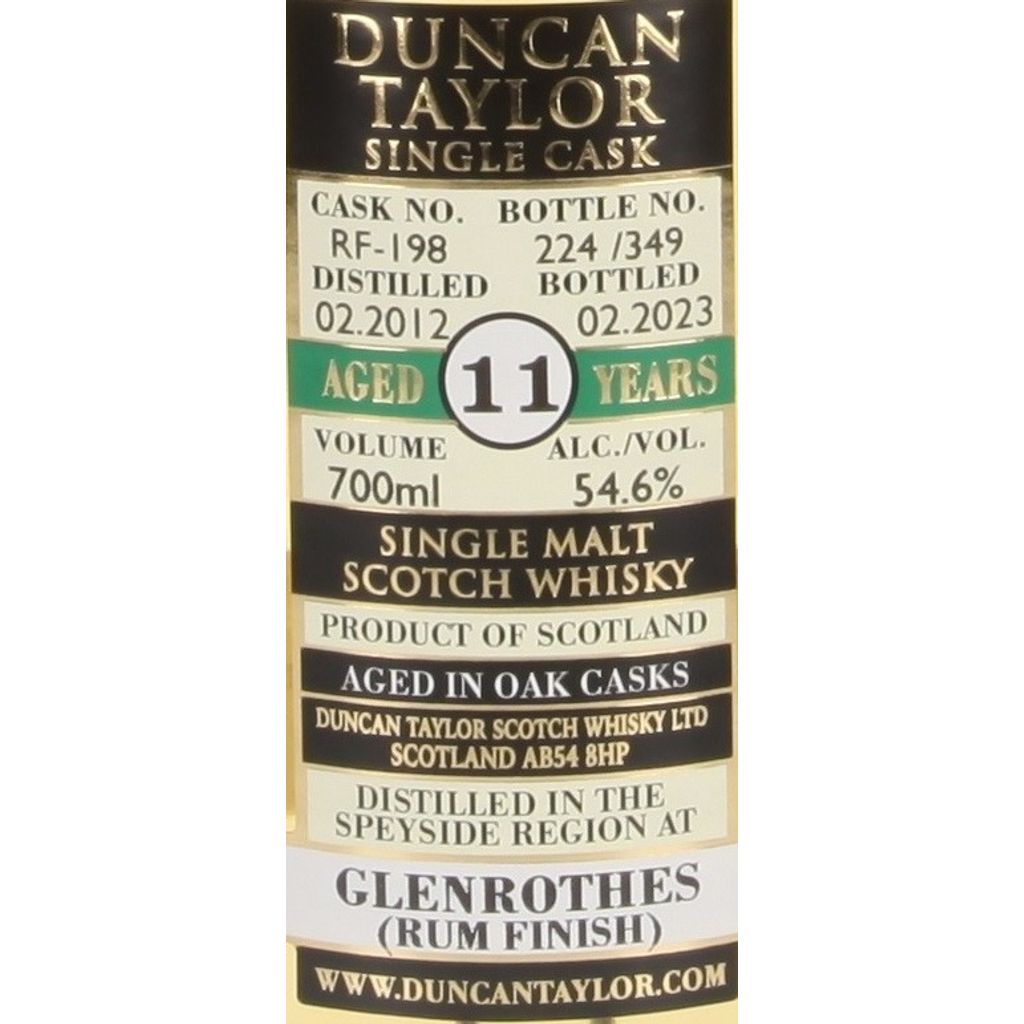 DUNCAN
TAYLOR
SINGLE CASK
CASK NO. BOTTLE NO.
RF-198 224 /349
DISTILLED BOTTLED
02.2012 02.2023
AGED 11 YEARS
VOLUME ALC./VOL.
700ml 54.6%
SINGLE MALT
SCOTCH WHISKY
PRODUCT OF SCOTLAND
AGED IN OAK CASKS
DUNCAN TAYLOR SCOTCH WHISKY LTD
SCOTLAND AB54 8HP
DISTILLED IN THE
SPEYSIDE REGION AT
GLENROTHES
(RUM FINISH)
WWW.DUNCANTAYLOR.COM